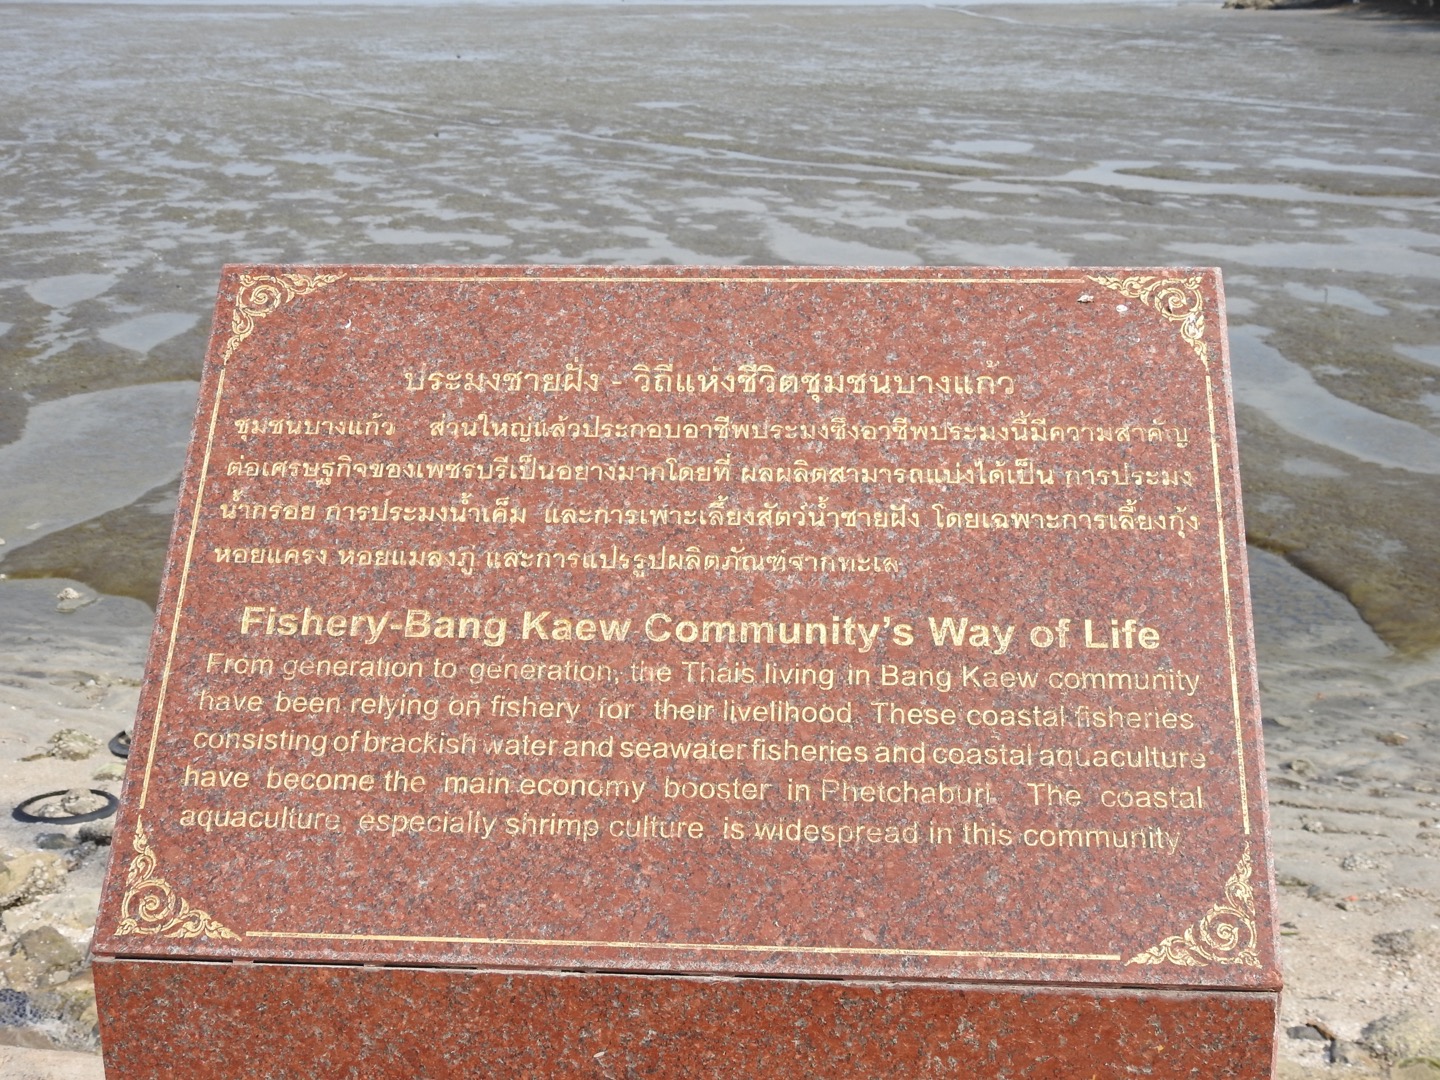 ประมงชายฝั่ง - วิถีแห่งชีวิตชุมชนบางแก้ว
ชุมชนบางแก้ว ส่วนใหญ่แล้วประกอบอาชีพประมงซึ่งอาชีพประมงนี้มีความสำคัญ
ต่อเศรษฐกิจของเพชรบุรีเป็นอย่างมากโดยที่ ผลผลิตสามารถแบ่งได้เป็น การประมง
น้ำกร่อย การประมงน้ำเค็ม และการเพาะเลี้ยงสัตว์น้ำชายฝั่ง โดยเฉพาะการเลี้ยงกุ้ง
หอยแครง หอยแมลงภู่ และการแปรรูปผลิตภัณฑ์จากทะเล
Fishery-Bang Kaew Community's Way of Life
From generation to generation, the Thais living in Bang Kaew community
have been relying on fishery for their livelihood. These coastal fisheries
consisting of brackish water and seawater fisheries and coastal aquaculture
have become the main economy booster in Phetchaburi. The coastal
aquaculture, especially shrimp culture is widespread in this community